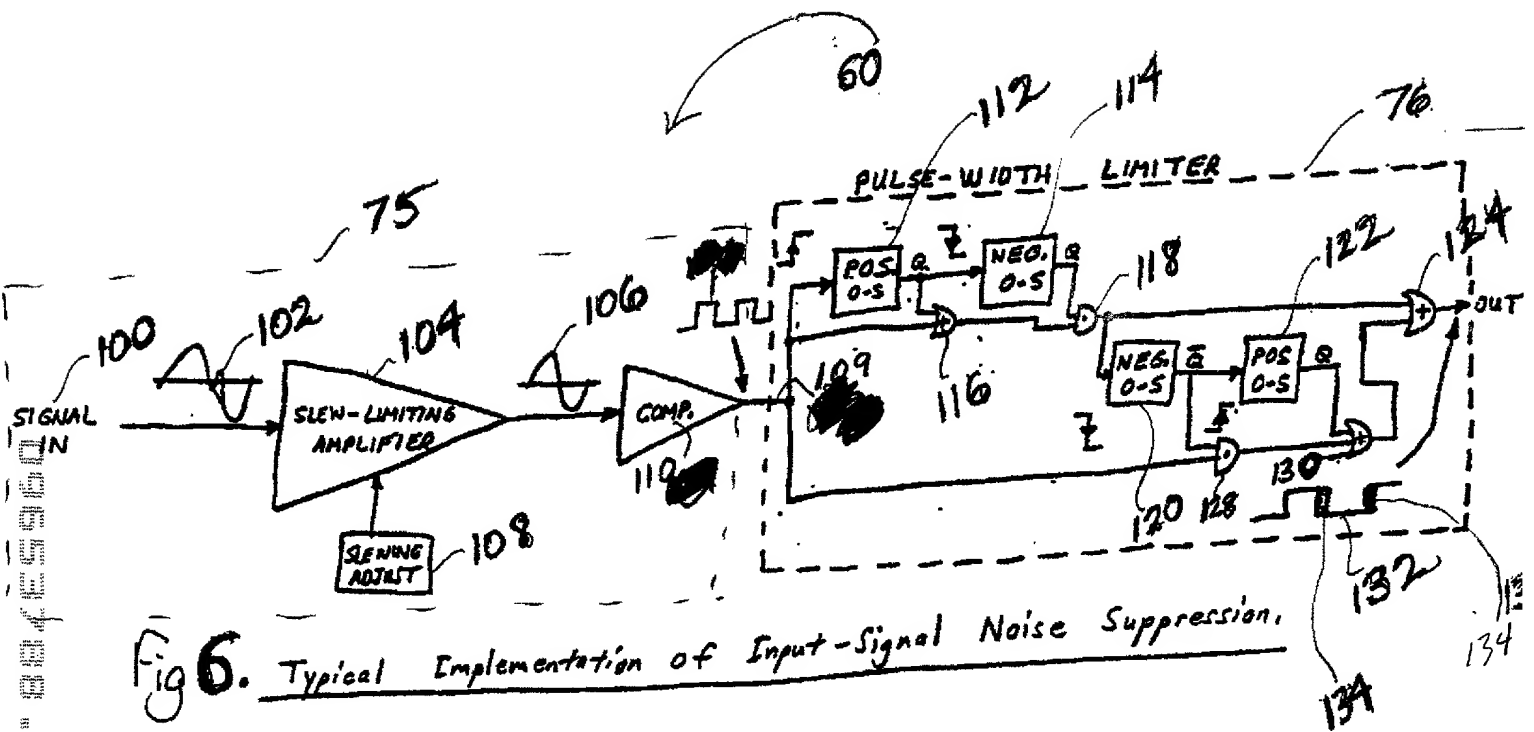 60
112
114
76
PULSE-WIDTH LIMITER
75
POS. O-S
Q
NEG. O-S
Q
118
122
124
100
102
104
106
109
116
OUT
SIGNAL IN
SLEW-LIMITING AMPLIFIER
COMP.
110
NEG. O-S
Q̅
POS O-S
Q
SLEWING ADJUST
108
120
128
130
132
134
134
Fig 6. Typical Implementation of Input-Signal Noise Suppression.